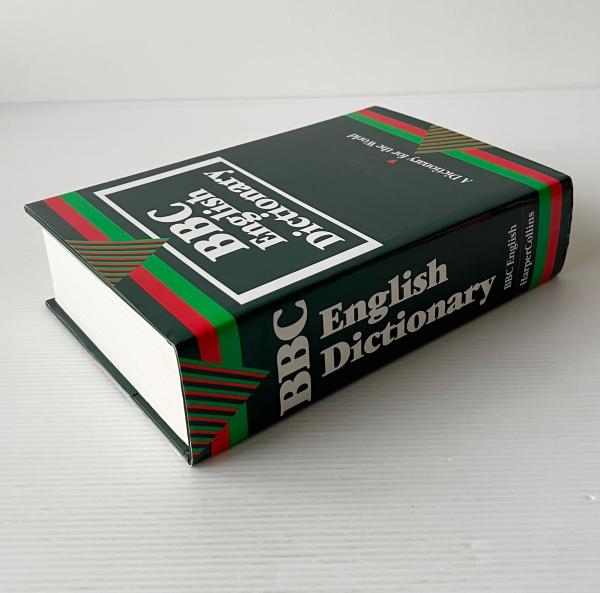 BBC
English
Dictionary
A Dictionary for the World
BBC
English
Dictionary
BBC English
HarperCollins